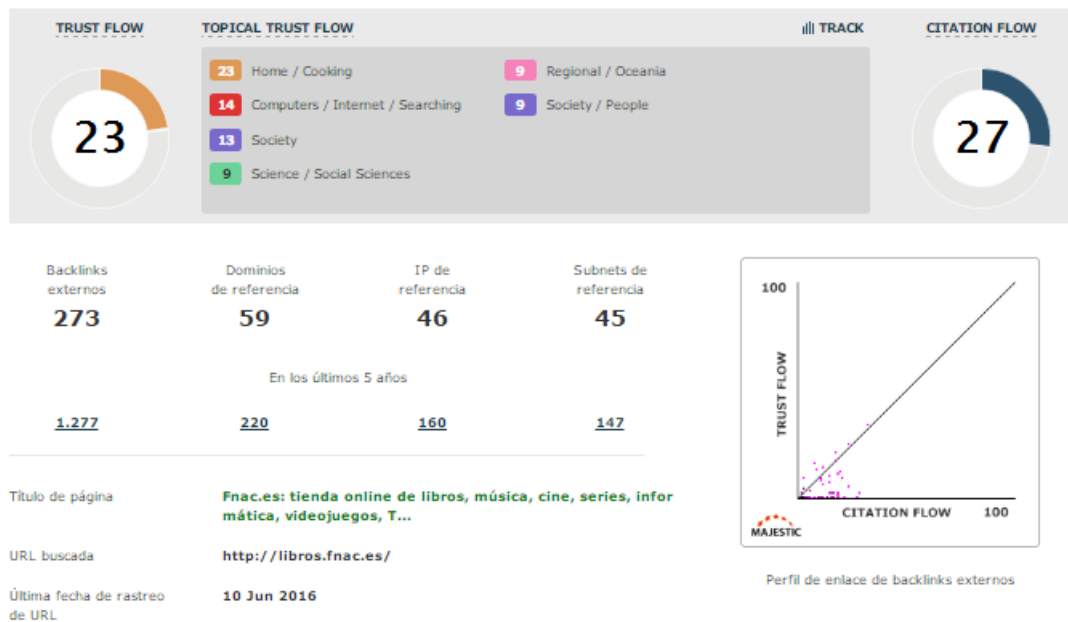 TRUST FLOW
TOPICAL TRUST FLOW
TRACK
CITATION FLOW
23
23 Home / Cooking
9 Regional / Oceania
14 Computers / Internet / Searching
9 Society / People
13 Society
9 Science / Social Sciences
27
Backlinks
externos
273
Dominios
de referencia
59
IP de
referencia
46
Subnets de
referencia
45
En los últimos 5 años
1.277
220
160
147
100
TRUST FLOW
CITATION FLOW
100
MAJESTIC
Perfil de enlace de backlinks externos
Título de página
Fnac.es: tienda online de libros, música, cine, series, infor
mática, videojuegos, T...
URL buscada
http://libros.fnac.es/
Última fecha de rastreo
de URL
10 Jun 2016